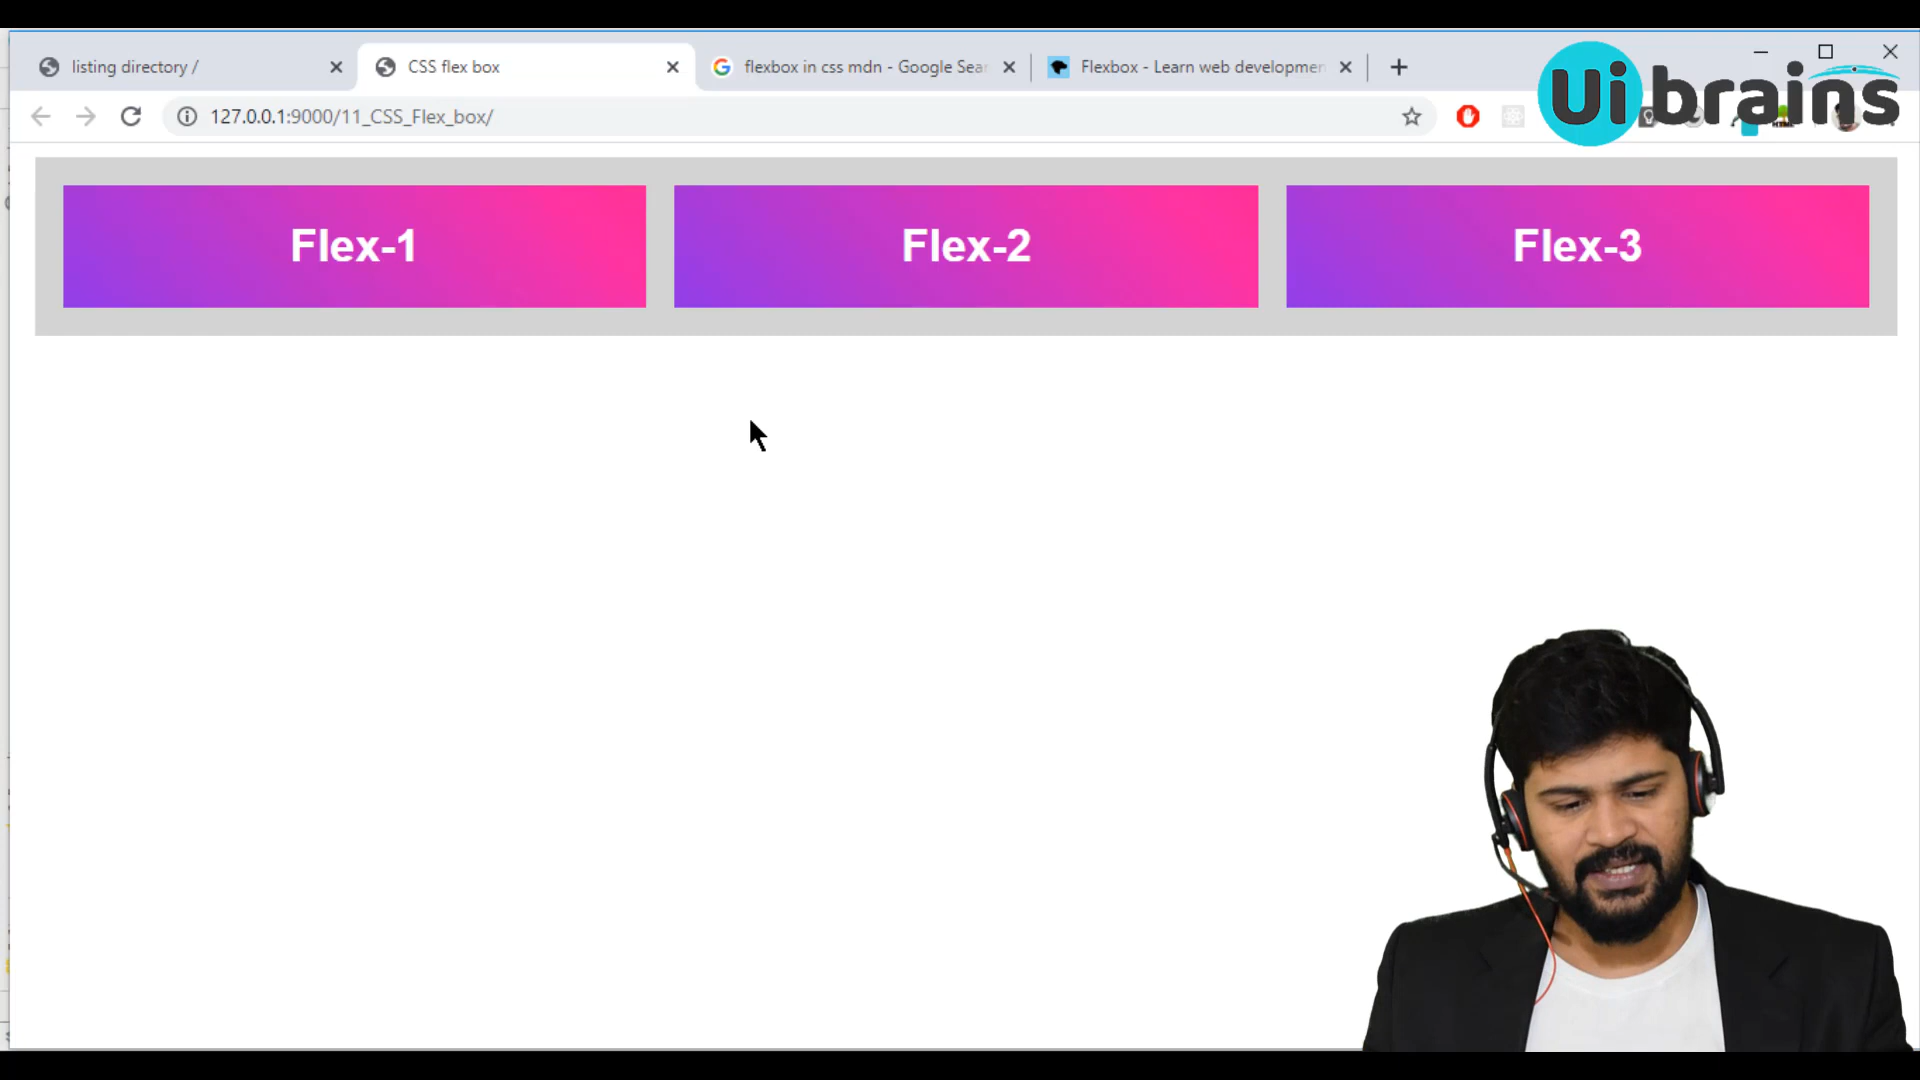 listing directory /
CSS flex box
flexbox in css mdn - Google Sear
Flexbox - Learn web developmen
Ui brains
127.0.0.1:9000/11_CSS_Flex_box/
Flex-1
Flex-2
Flex-3